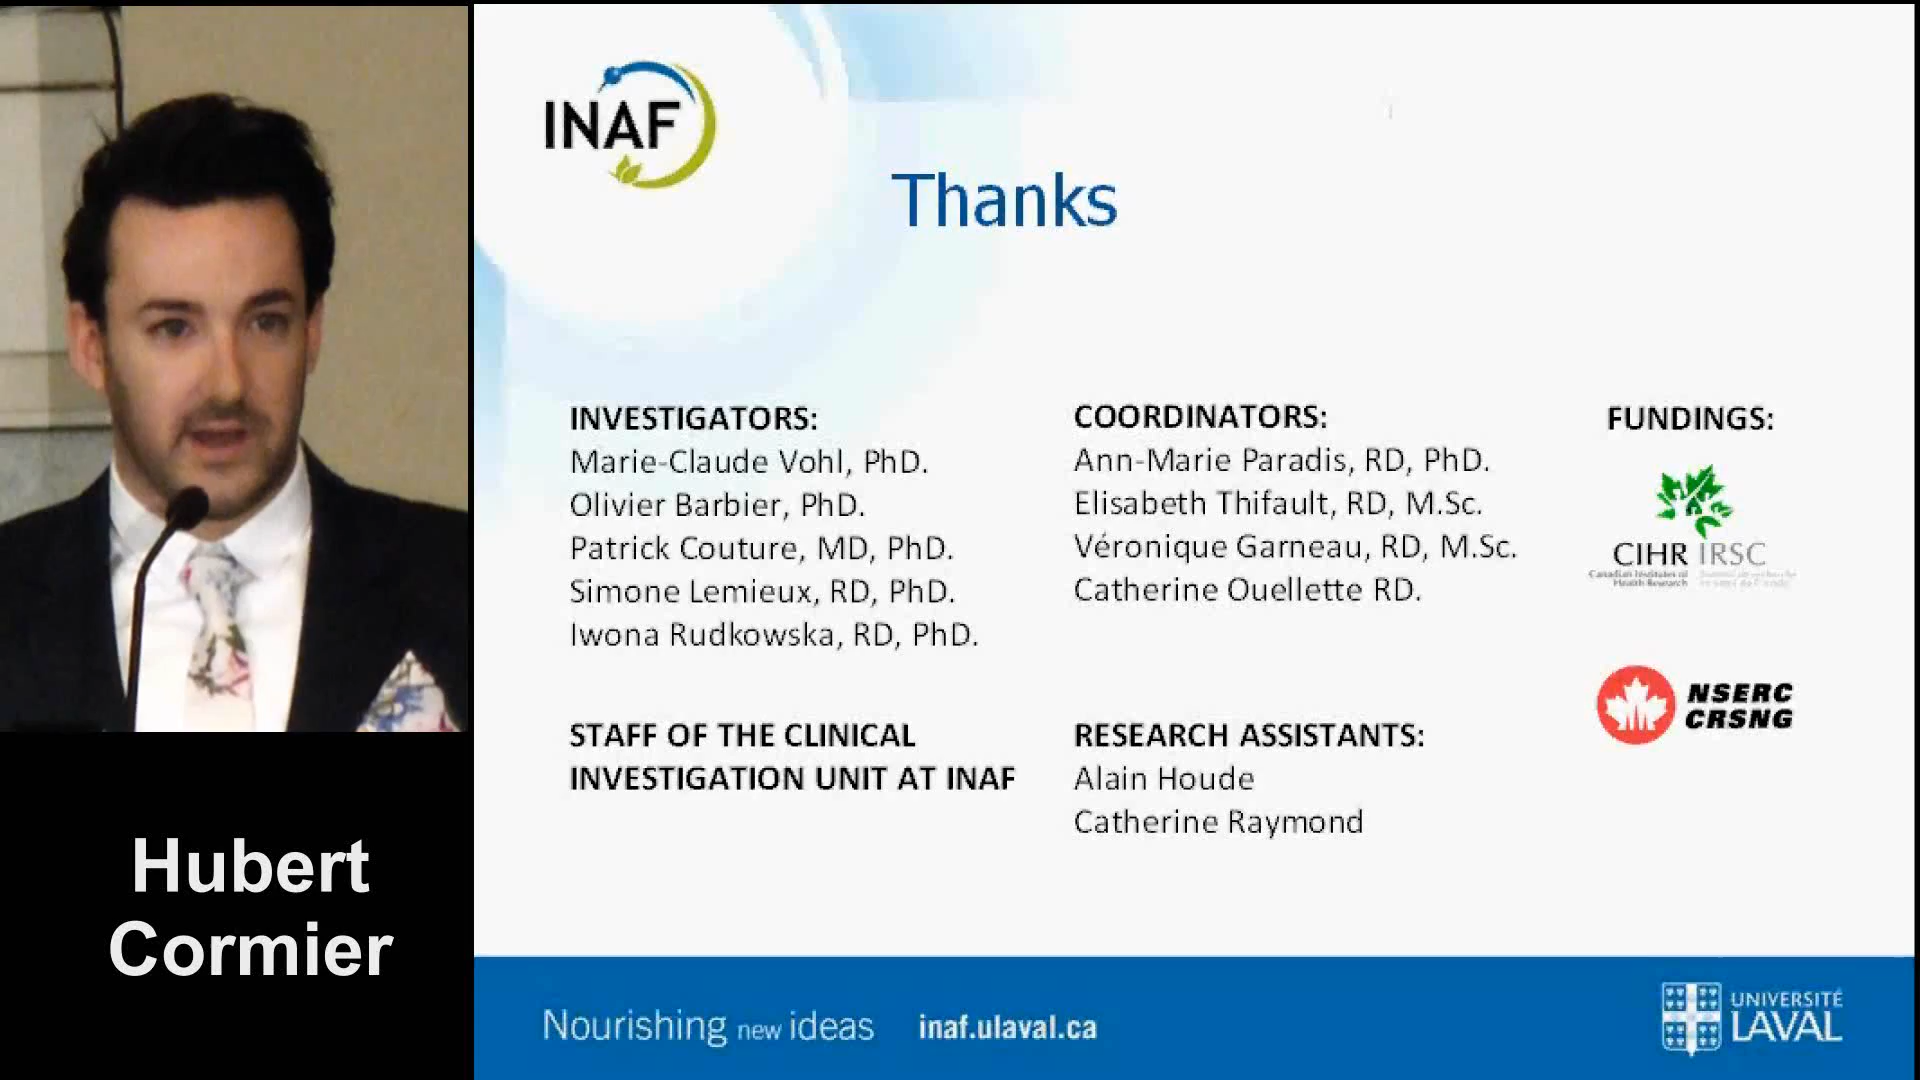 INAF
Thanks
INVESTIGATORS:
Marie-Claude Vohl, PhD.
Olivier Barbier, PhD.
Patrick Couture, MD, PhD.
Simone Lemieux, RD, PhD.
Iwona Rudkowska, RD, PhD.
COORDINATORS:
Ann-Marie Paradis, RD, PhD.
Elisabeth Thifault, RD, M.Sc.
Véronique Garneau, RD, M.Sc.
Catherine Ouellette RD.
FUNDINGS:
CIHR IRSC
Canadian Institutes of
Health Research
NSERC
CRSNG
STAFF OF THE CLINICAL
INVESTIGATION UNIT AT INAF
RESEARCH ASSISTANTS:
Alain Houde
Catherine Raymond
Hubert
Cormier
Nourishing new ideas inaf.ulaval.ca
UNIVERSITÉ
LAVAL